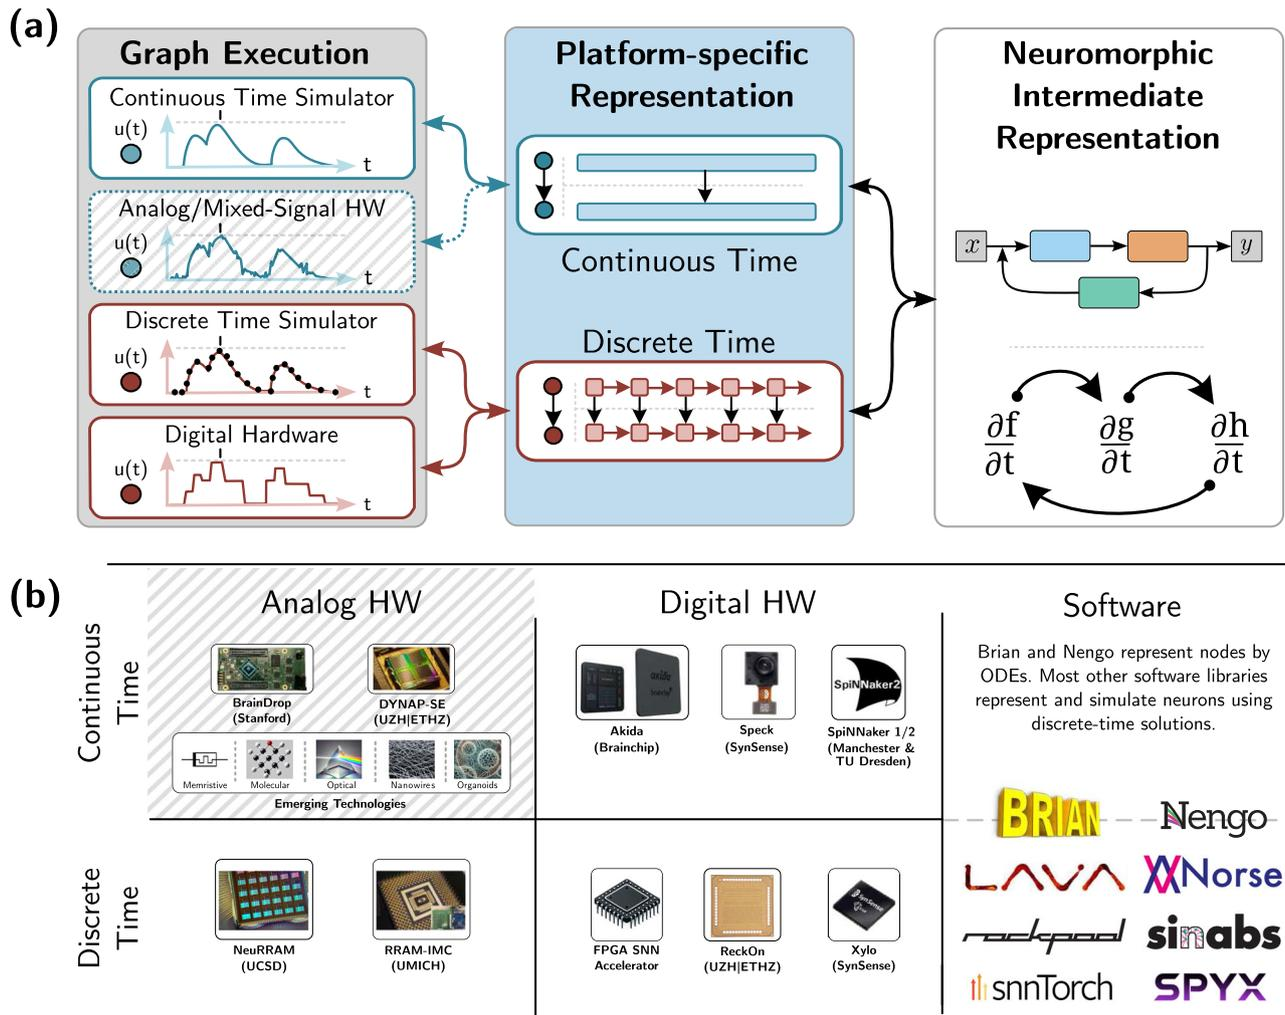 (a)
Graph Execution
Continuous Time Simulator
u(t)
t
Analog/Mixed-Signal HW
u(t)
t
Discrete Time Simulator
u(t)
t
Digital Hardware
u(t)
t
Platform-specific
Representation
Continuous Time
Discrete Time
Neuromorphic
Intermediate
Representation
x
y
∂f
∂t
∂g
∂t
∂h
∂t
(b)
Continuous
Time
Discrete
Time
Analog HW
BrainDrop
(Stanford)
DYNAP-SE
(UZH|ETHZ)
Memristive
Molecular
Optical
Nanowires
Organoids
Emerging Technologies
NeuRRAM
(UCSD)
RRAM-IMC
(UMICH)
Digital HW
akida
Akida
(Brainchip)
Speck
(SynSense)
SpiNNaker2
SpiNNaker 1/2
(Manchester &
TU Dresden)
FPGA SNN
Accelerator
ReckOn
(UZH|ETHZ)
SynSense
Xylo
(SynSense)
Software
Brian and Nengo represent nodes by
ODEs. Most other software libraries
represent and simulate neurons using
discrete-time solutions.
BRIAN
Nengo
LAVA
Norse
rockpool
sinabs
snnTorch
SPYX